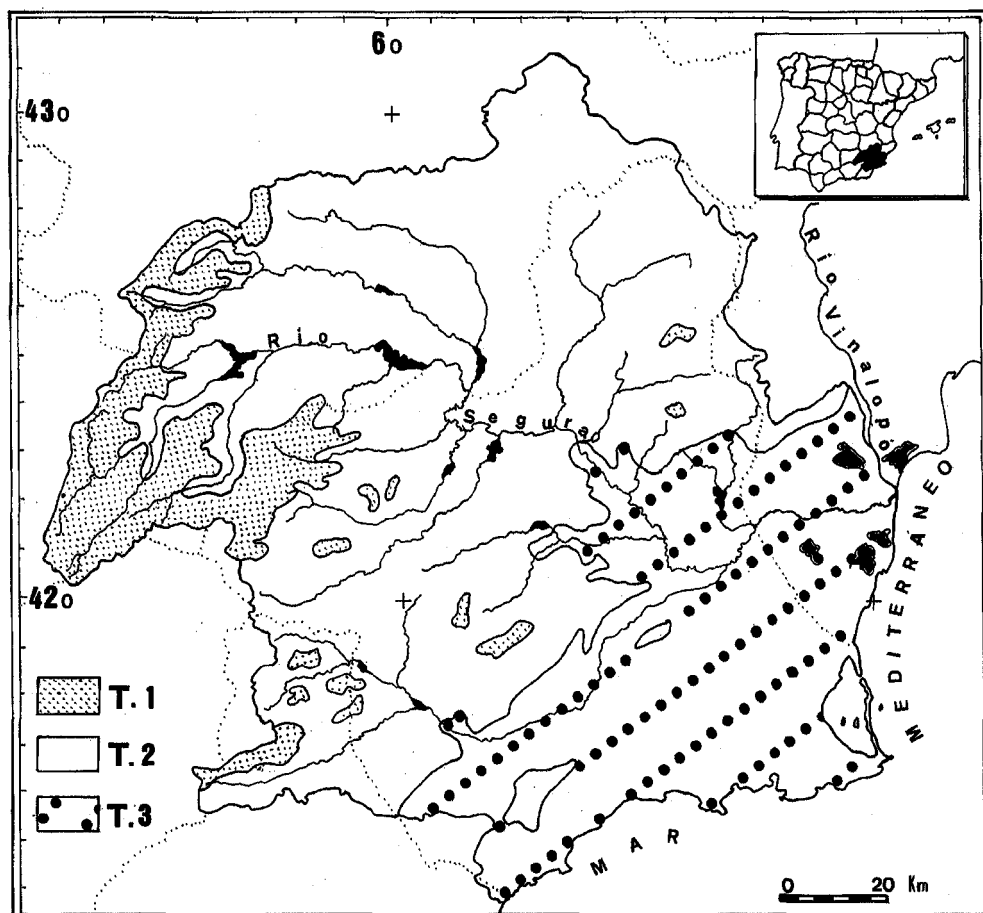 6o
43o
Rio Vinalopó
Rio
Segura
MEDITERRANEO
42o
T.1
T.2
T.3
MAR
0 20 Km